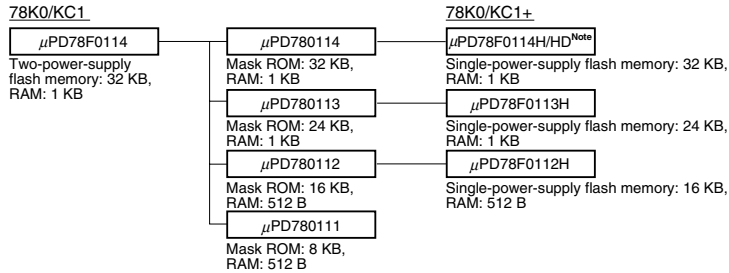 78K0/KC1
78K0/KC1+
μPD78F0114
μPD780114
μPD78F0114H/HDNote
Two-power-supply
flash memory: 32 KB,
RAM: 1 KB
Mask ROM: 32 KB,
RAM: 1 KB
Single-power-supply flash memory: 32 KB,
RAM: 1 KB
μPD780113
μPD78F0113H
Mask ROM: 24 KB,
RAM: 1 KB
Single-power-supply flash memory: 24 KB,
RAM: 1 KB
μPD780112
μPD78F0112H
Mask ROM: 16 KB,
RAM: 512 B
Single-power-supply flash memory: 16 KB,
RAM: 512 B
μPD780111
Mask ROM: 8 KB,
RAM: 512 B